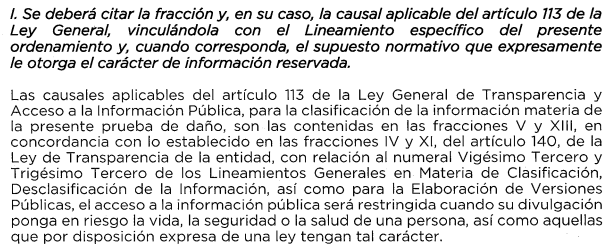 I. Se deberá citar la fracción y, en su caso, la causal aplicable del artículo 113 de la
Ley General, vinculándola con el Lineamiento específico del presente
ordenamiento y, cuando corresponda, el supuesto normativo que expresamente
le otorga el carácter de información reservada.
Las causales aplicables del artículo 113 de la Ley General de Transparencia y
Acceso a la Información Pública, para la clasificación de la información materia de
la presente prueba de daño, son las contenidas en las fracciones V y XIII, en
concordancia con lo establecido en las fracciones IV y XI, del artículo 140, de la
Ley de Transparencia de la entidad, con relación al numeral Vigésimo Tercero y
Trigésimo Tercero de los Lineamientos Generales en Materia de Clasificación,
Desclasificación de la Información, así como para la Elaboración de Versiones
Públicas, el acceso a la información pública será restringida cuando su divulgación
ponga en riesgo la vida, la seguridad o la salud de una persona, así como aquellas
que por disposición expresa de una ley tengan tal carácter.